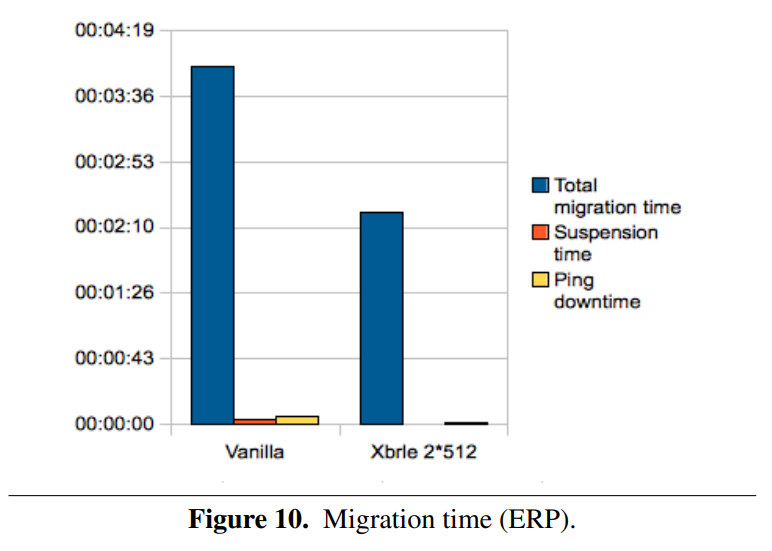 00:04:19
00:03:36
00:02:53
00:02:10
00:01:26
00:00:43
00:00:00
Vanilla Xbrle 2*512
Total
migration time
Suspension
time
Ping
downtime
Figure 10. Migration time (ERP).